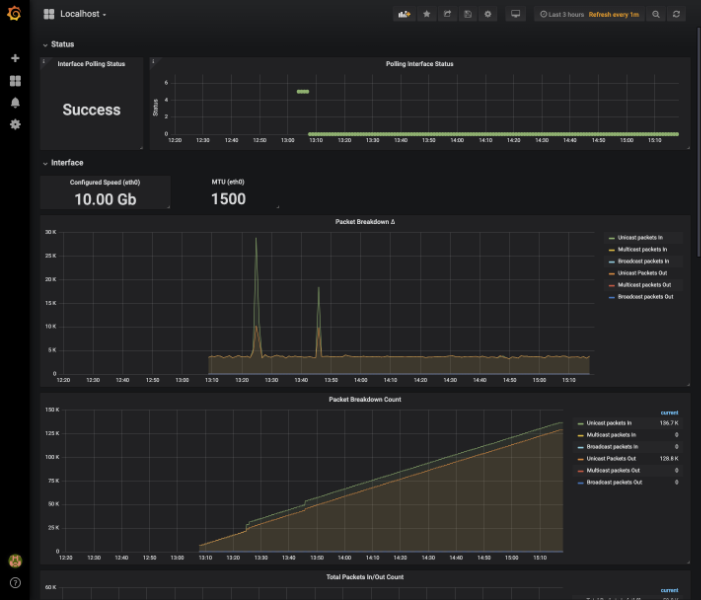 Localhost
Last 3 hours Refresh every 1m
Status
Interface Polling Status
Success
Polling Interface Status
Status
6
4
2
0
12:20 12:30 12:40 12:50 13:00 13:10 13:20 13:30 13:40 13:50 14:00 14:10 14:20 14:30 14:40 14:50 15:00 15:10
Interface
Configured Speed (eth0)
10.00 Gb
MTU (eth0)
1500
Packet Breakdown Δ
30 K
25 K
20 K
15 K
10 K
5 K
0
12:20 12:30 12:40 12:50 13:00 13:10 13:20 13:30 13:40 13:50 14:00 14:10 14:20 14:30 14:40 14:50 15:00 15:10
Unicast packets In
Multicast packets In
Broadcast packets In
Unicast Packets Out
Multicast packets Out
Broadcast packets Out
Packet Breakdown Count
150 K
125 K
100 K
75 K
50 K
25 K
0
12:20 12:30 12:40 12:50 13:00 13:10 13:20 13:30 13:40 13:50 14:00 14:10 14:20 14:30 14:40 14:50 15:00 15:10
current
Unicast packets In 136.7 K
Multicast packets In 0
Broadcast packets In 0
Unicast Packets Out 128.8 K
Multicast packets Out 0
Broadcast packets Out 0
Total Packets In/Out Count
60 K
current